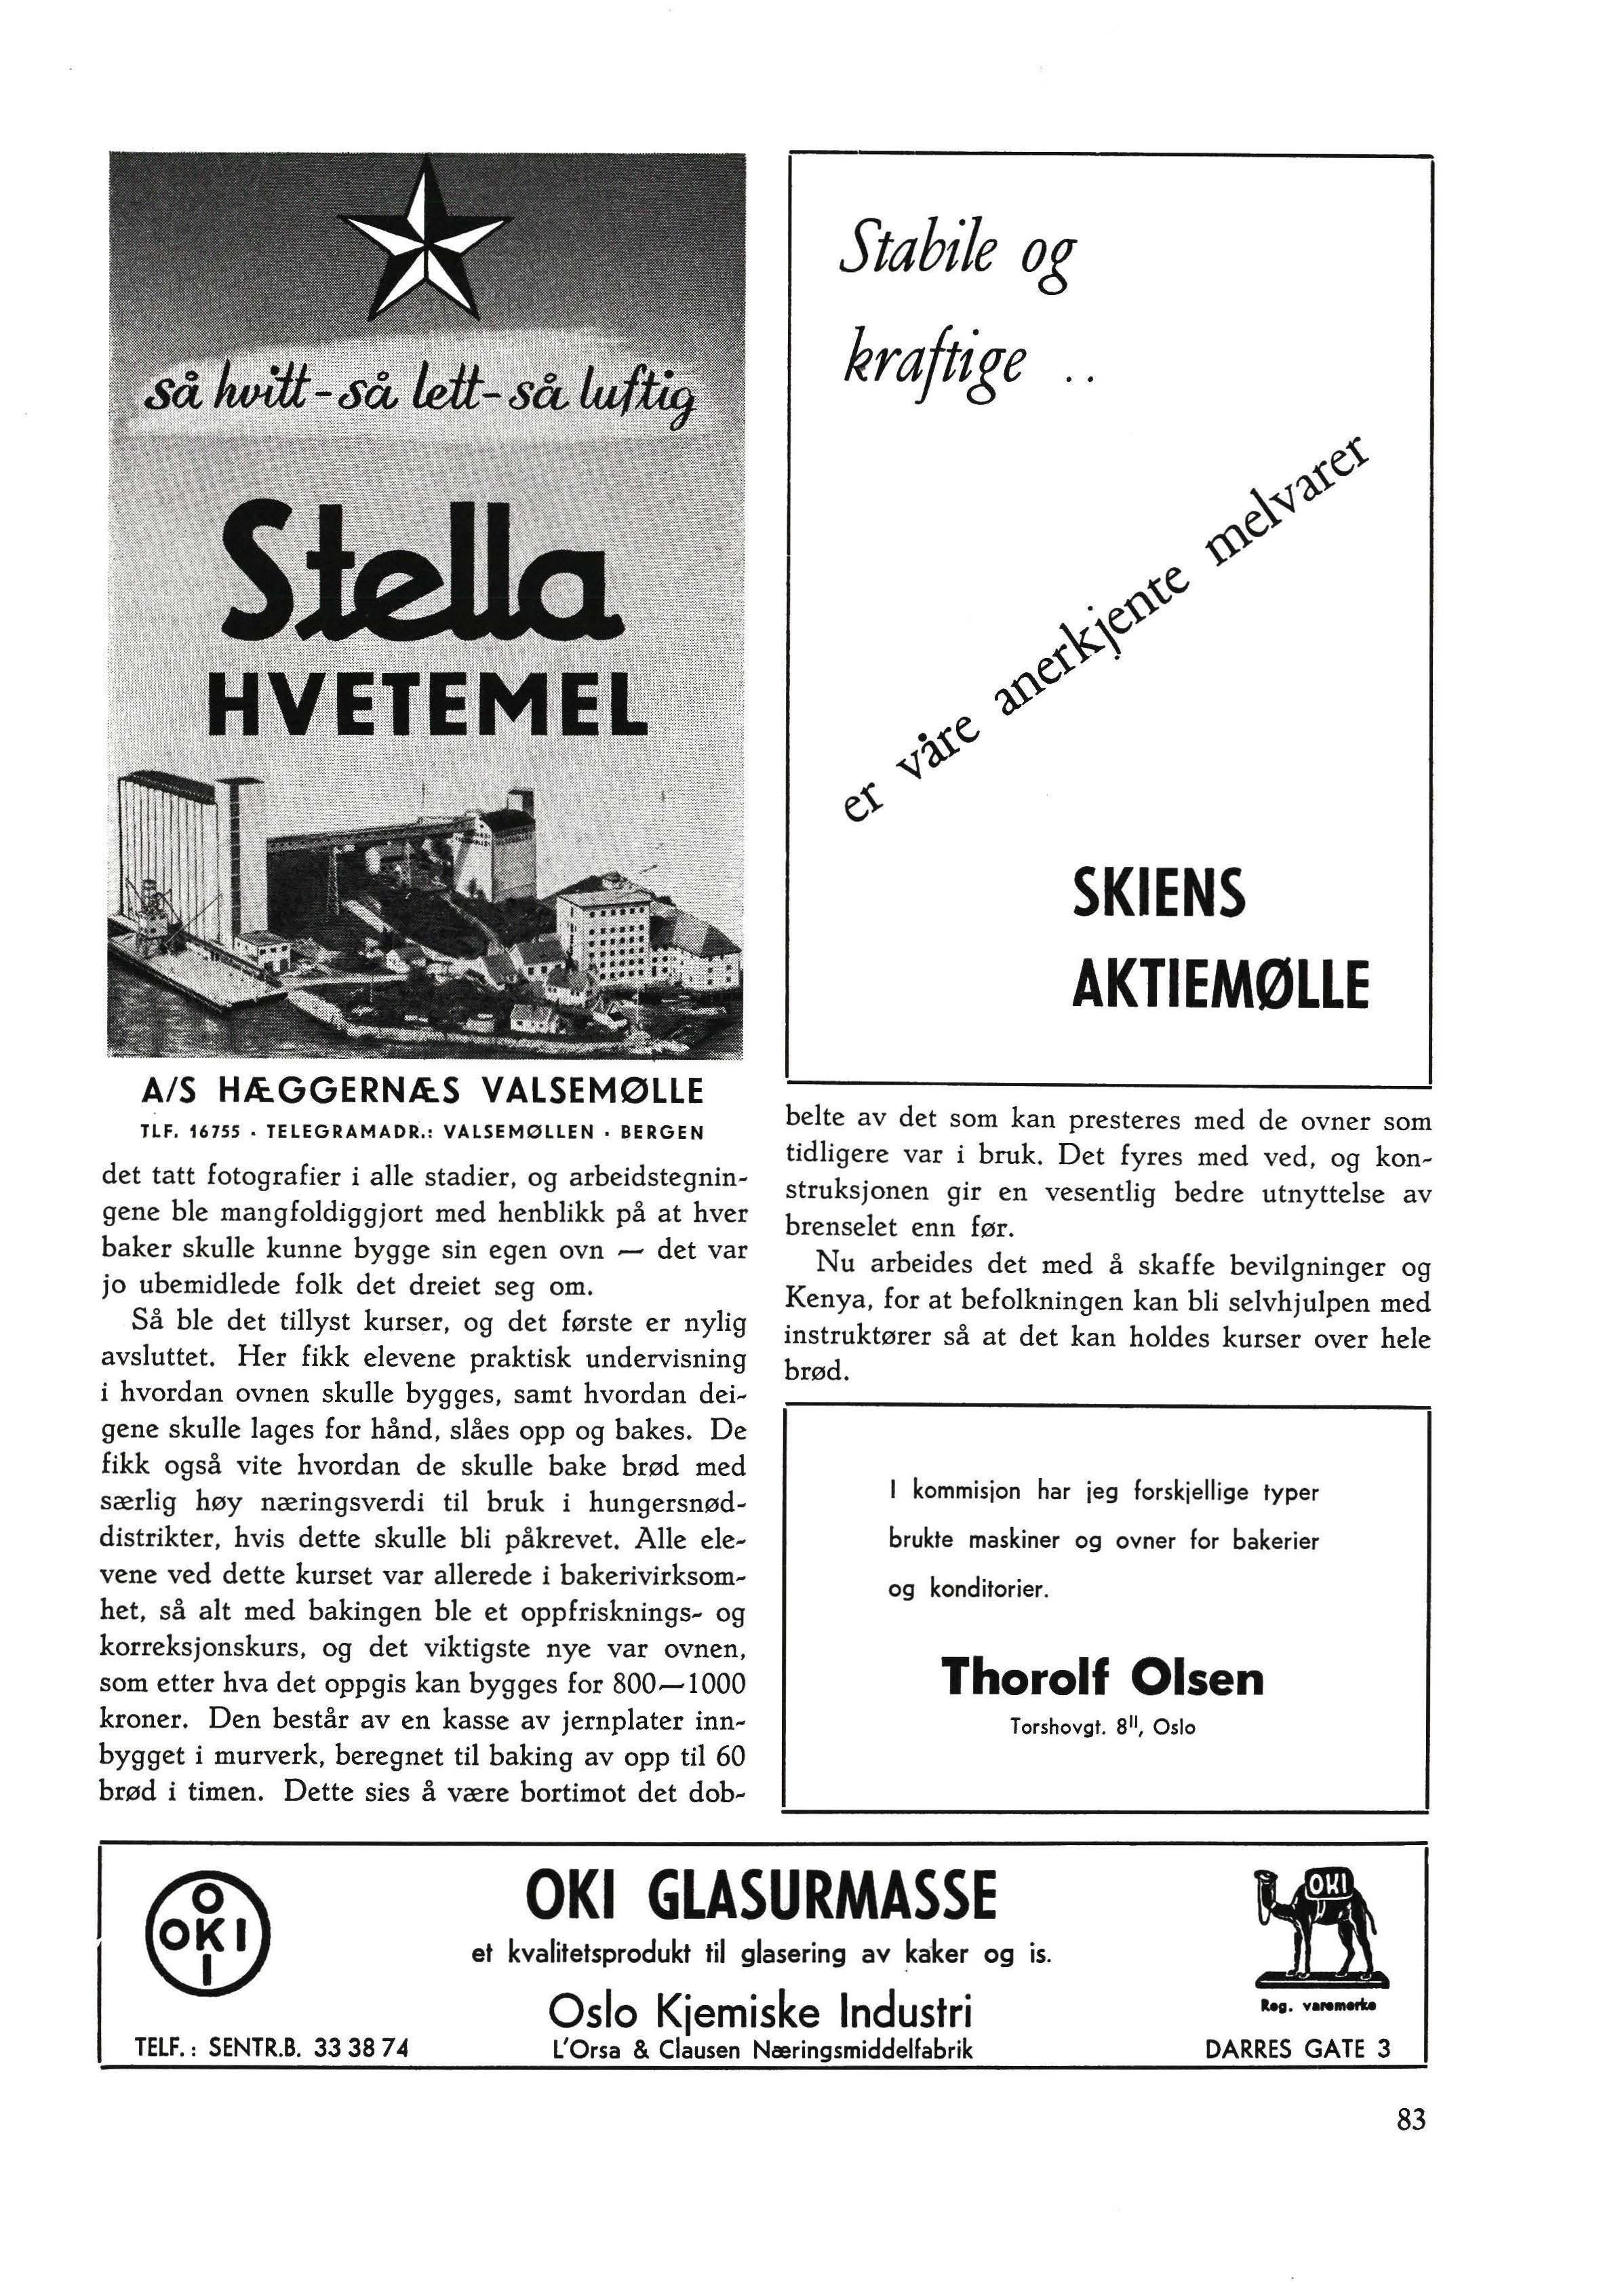 så hvitt - så lett - så luftig
Stella
HVETEMEL
A/S HÆGGERNÆS VALSEMØLLE
TLF. 16755 · TELEGRAMADR.: VALSEMØLLEN · BERGEN
det tatt fotografier i alle stadier, og arbeidstegnin-
gene ble mangfoldiggjort med henblikk på at hver
baker skulle kunne bygge sin egen ovn — det var
jo ubemidlede folk det dreiet seg om.
Så ble det tillyst kurser, og det første er nylig
avsluttet. Her fikk elevene praktisk undervisning
i hvordan ovnen skulle bygges, samt hvordan dei-
gene skulle lages for hånd, slåes opp og bakes. De
fikk også vite hvordan de skulle bake brød med
særlig høy næringsverdi til bruk i hungersnød-
distrikter, hvis dette skulle bli påkrevet. Alle ele-
vene ved dette kurset var allerede i bakerivirksom-
het, så alt med bakingen ble et oppfrisknings- og
korreksjonskurs, og det viktigste nye var ovnen,
som etter hva det oppgis kan bygges for 800—1000
kroner. Den består av en kasse av jernplater inn-
bygget i murverk, beregnet til baking av opp til 60
brød i timen. Dette sies å være bortimot det dob-
Stabile og
kraftige ..
er våre anerkjente melvarer
SKIENS
AKTIEMØLLE
belte av det som kan presteres med de ovner som
tidligere var i bruk. Det fyres med ved, og kon-
struksjonen gir en vesentlig bedre utnyttelse av
brenselet enn før.
Nu arbeides det med å skaffe bevilgninger og
Kenya, for at befolkningen kan bli selvhjulpen med
instruktører så at det kan holdes kurser over hele
brød.
I kommisjon har jeg forskjellige typer
brukte maskiner og ovner for bakerier
og konditorier.
Thorolf Olsen
Torshovgt. 8II, Oslo
O
OKI
I
OKI GLASURMASSE
et kvalitetsprodukt til glasering av kaker og is.
Oslo Kjemiske Industri
TELF.: SENTR.B. 33 38 74
L'Orsa & Clausen Næringsmiddelfabrik
OKI
Reg. varemerke
DARRES GATE 3
83